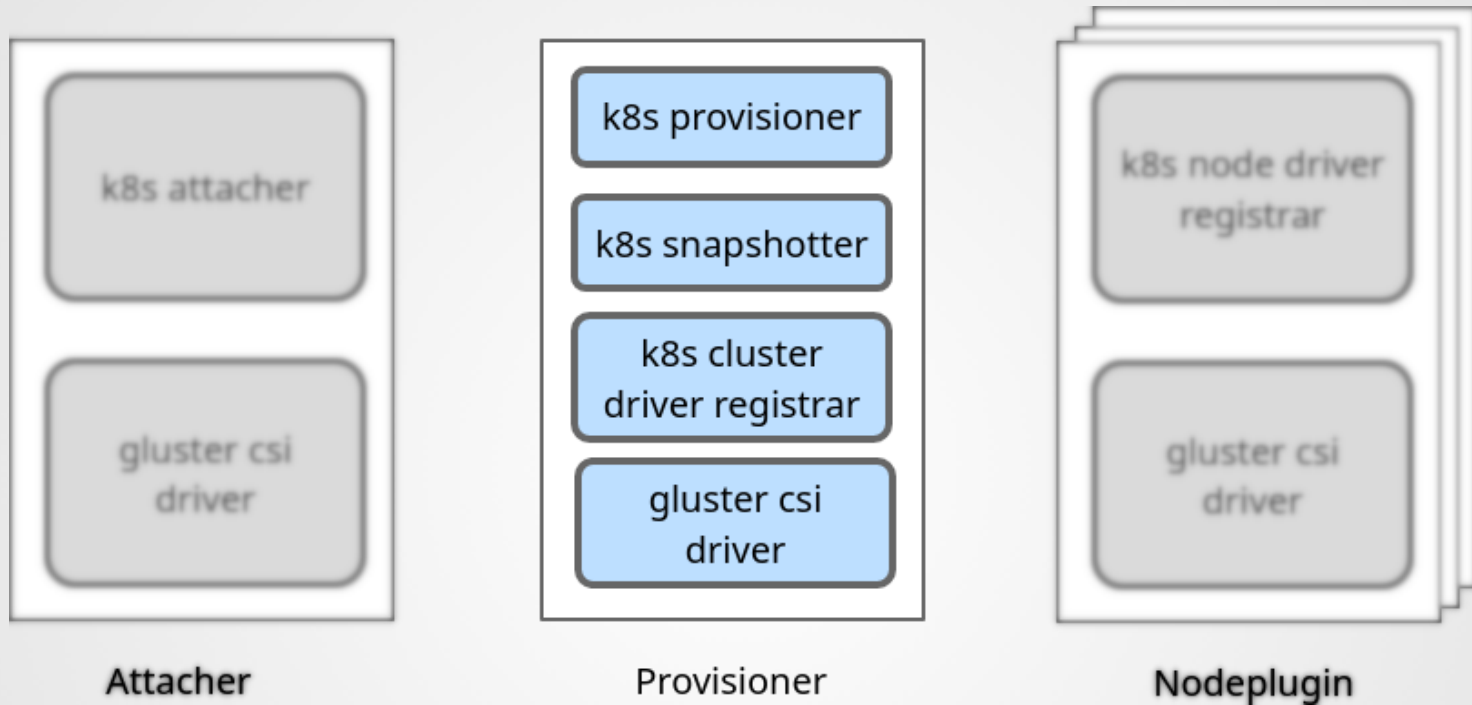 k8s attacher
gluster csi
driver
Attacher
k8s provisioner
k8s snapshotter
k8s cluster
driver registrar
gluster csi
driver
Provisioner
k8s node driver
registrar
gluster csi
driver
Nodeplugin